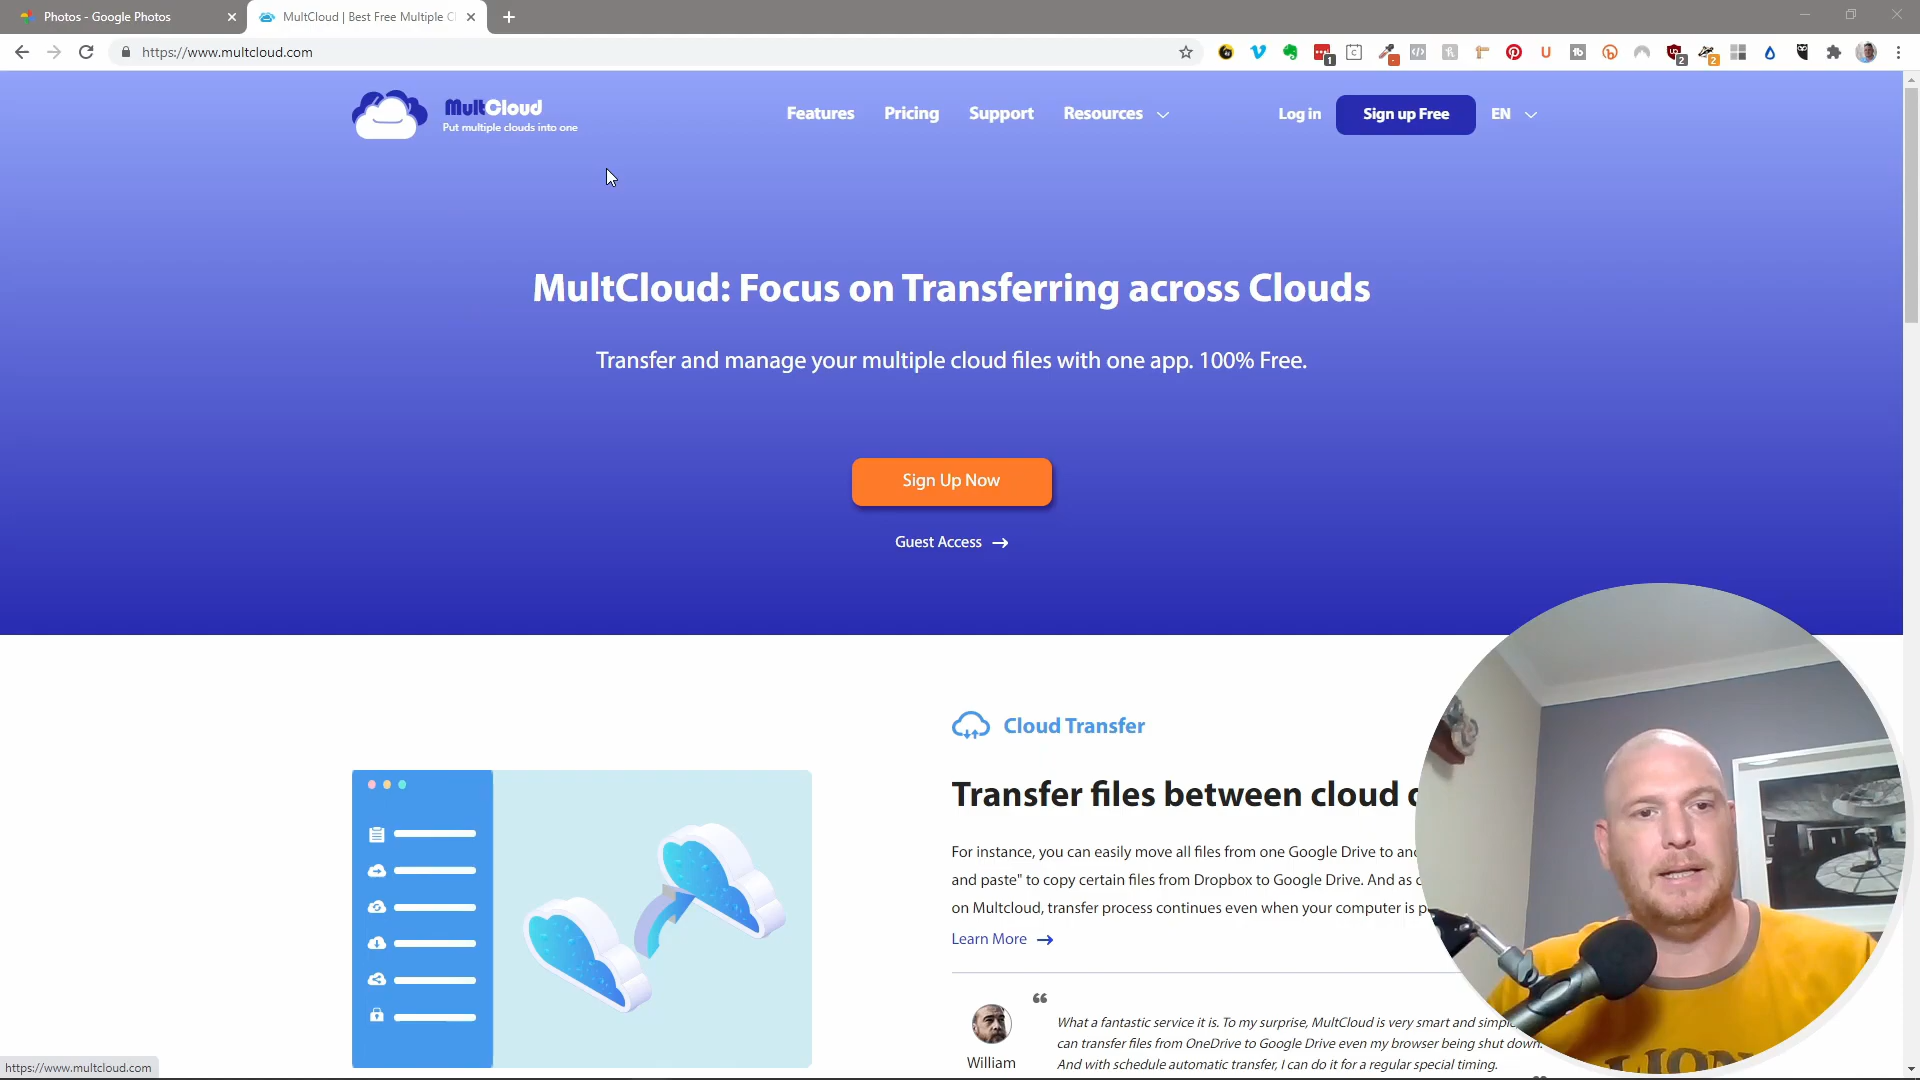 Photos - Google Photos
MultCloud | Best Free Multiple Cl
https://www.multcloud.com
MultCloud
Put multiple clouds into one
Features
Pricing
Support
Resources
Log in
Sign up Free
EN
MultCloud: Focus on Transferring across Clouds
Transfer and manage your multiple cloud files with one app. 100% Free.
Sign Up Now
Guest Access
Cloud Transfer
Transfer files between cloud
For instance, you can easily move all files from one Google Drive to
and paste" to copy certain files from Dropbox to Google Drive. And as
on Multcloud, transfer process continues even when your computer is
Learn More
“
What a fantastic service it is. To my surprise, MultCloud is very smart and
can transfer files from OneDrive to Google Drive even my browser being shut down.
And with schedule automatic transfer, I can do it for a regular special timing.
William
LION
https://www.multcloud.com